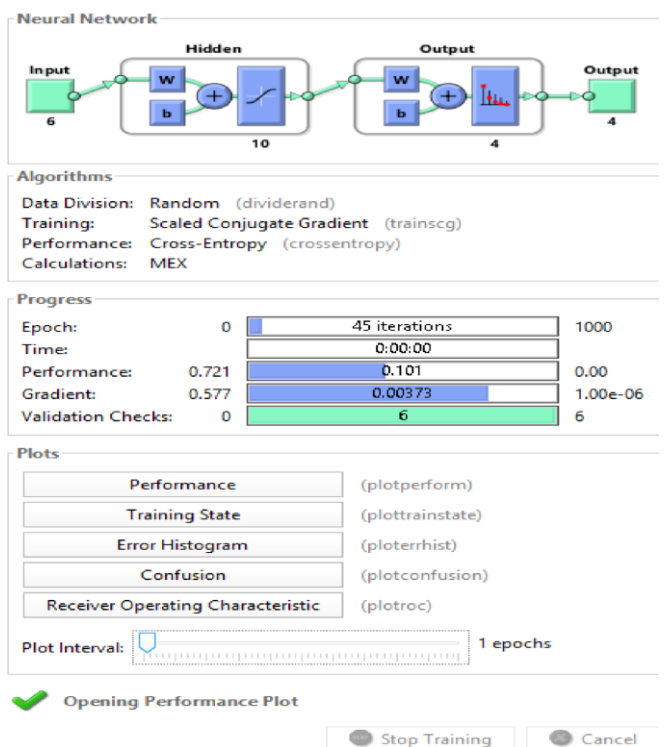 Neural Network
Hidden
Output
Input
Output
W
b
+
W
b
+
6
10
4
4
Algorithms
Data Division: Random (dividerand)
Training: Scaled Conjugate Gradient (trainscg)
Performance: Cross-Entropy (crossentropy)
Calculations: MEX
Progress
Epoch: 0 45 iterations 1000
Time: 0:00:00
Performance: 0.721 0.101 0.00
Gradient: 0.577 0.00373 1.00e-06
Validation Checks: 0 6 6
Plots
Performance (plotperform)
Training State (plottrainstate)
Error Histogram (ploterrhist)
Confusion (plotconfusion)
Receiver Operating Characteristic (plotroc)
Plot Interval: 1 epochs
Opening Performance Plot
Stop Training Cancel